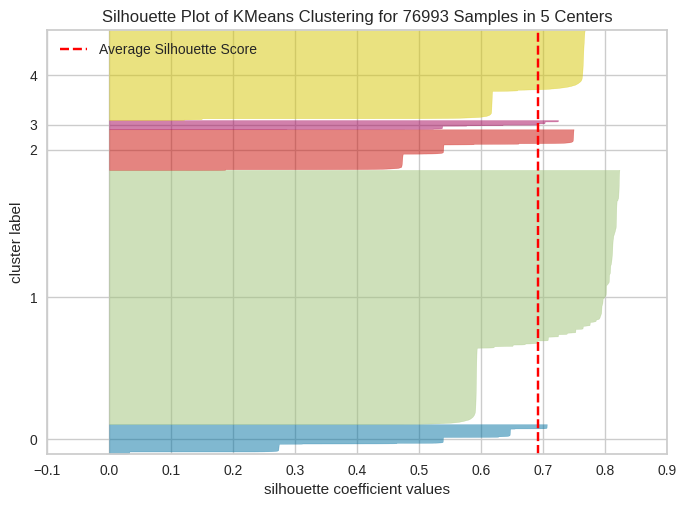 Silhouette Plot of KMeans Clustering for 76993 Samples in 5 Centers
Average Silhouette Score
4
3
2
1
0
cluster label
−0.1 0.0 0.1 0.2 0.3 0.4 0.5 0.6 0.7 0.8 0.9
silhouette coefficient values